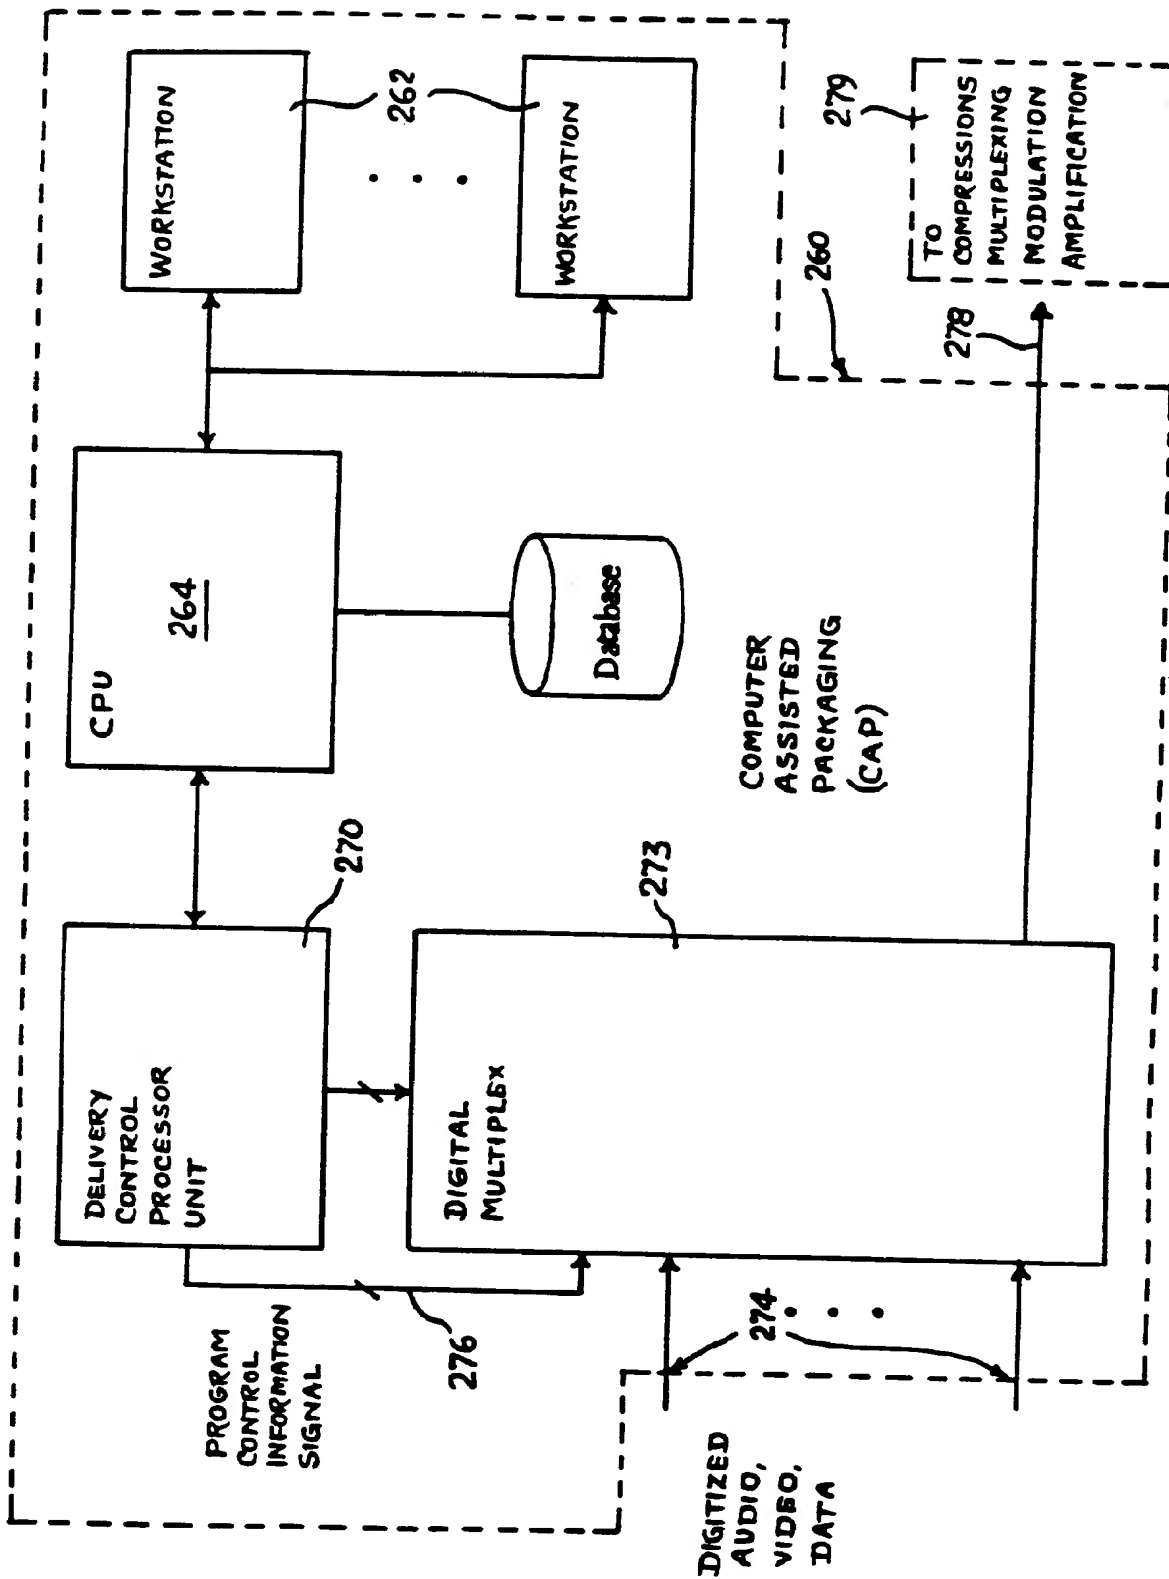 WORKSTATION
262
WORKSTATION
CPU
264
Database
DELIVERY
CONTROL
PROCESSOR
UNIT
270
PROGRAM
CONTROL
INFORMATION
SIGNAL
276
DIGITAL
MULTIPLEX
273
274
DIGITIZED
AUDIO,
VIDEO,
DATA
COMPUTER
ASSISTED
PACKAGING
(CAP)
260
278
279
TO
COMPRESSIONS
MULTIPLEXING
MODULATION
AMPLIFICATION